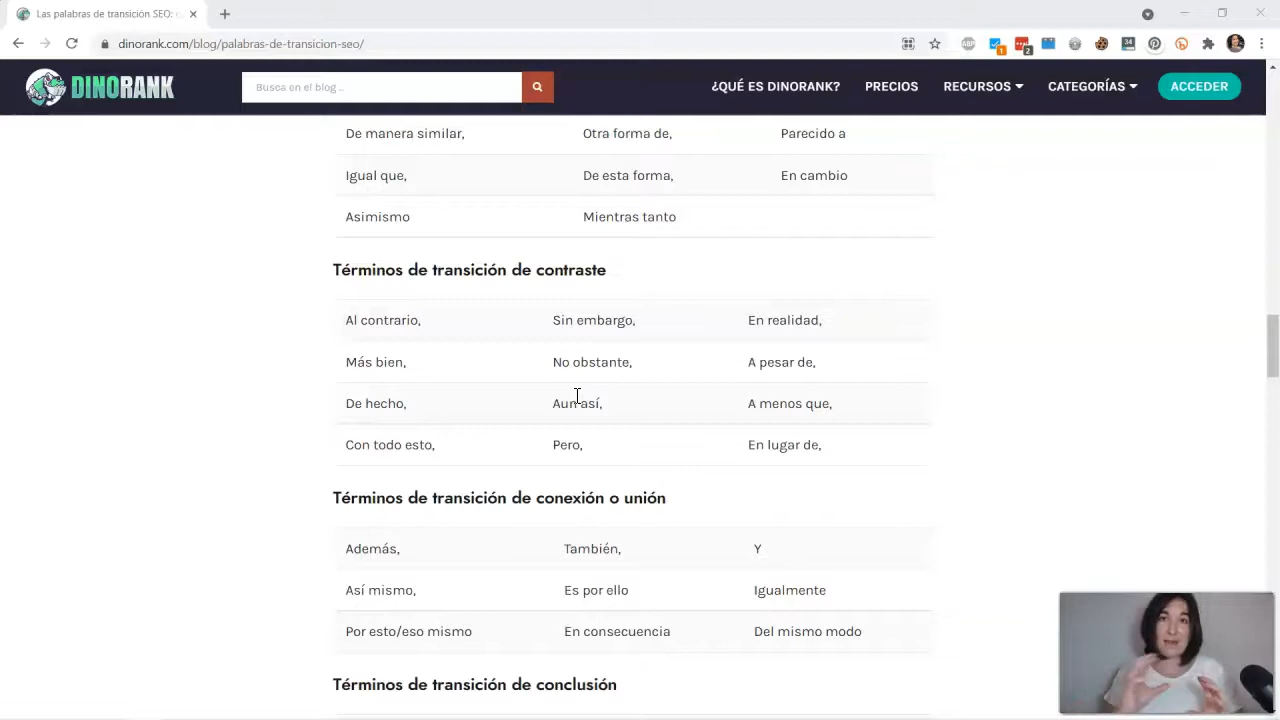 Las palabras de transición SEO:
dinorank.com/blog/palabras-de-transicion-seo/
ABP
1
2
34
DINORANK
Busca en el blog ..
¿QUÉ ES DINORANK? PRECIOS RECURSOS CATEGORÍAS ACCEDER
De manera similar, Otra forma de, Parecido a
Igual que, De esta forma, En cambio
Asimismo Mientras tanto
Términos de transición de contraste
Al contrario, Sin embargo, En realidad,
Más bien, No obstante, A pesar de,
De hecho, Aun así, A menos que,
Con todo esto, Pero, En lugar de,
Términos de transición de conexión o unión
Además, También, Y
Así mismo, Es por ello Igualmente
Por esto/eso mismo En consecuencia Del mismo modo
Términos de transición de conclusión